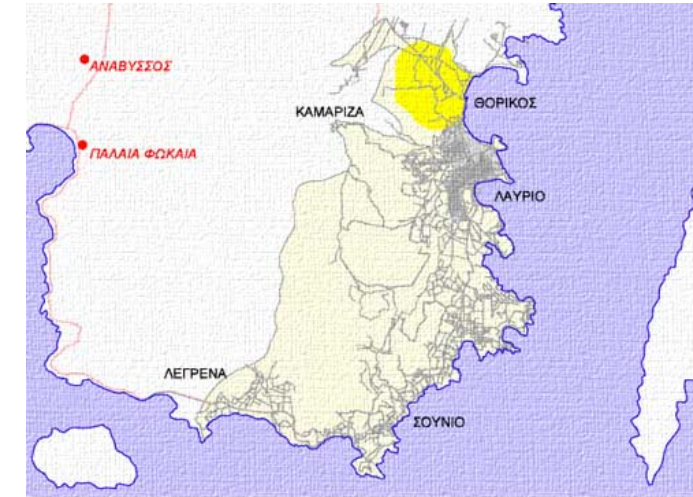 ΑΝΑΒΥΣΣΟΣ
ΘΟΡΙΚΟΣ
ΚΑΜΑΡΙΖΑ
ΠΑΛΑΙΑ ΦΩΚΑΙΑ
ΛΑΥΡΙΟ
ΛΕΓΡΕΝΑ
ΣΟΥΝΙΟ